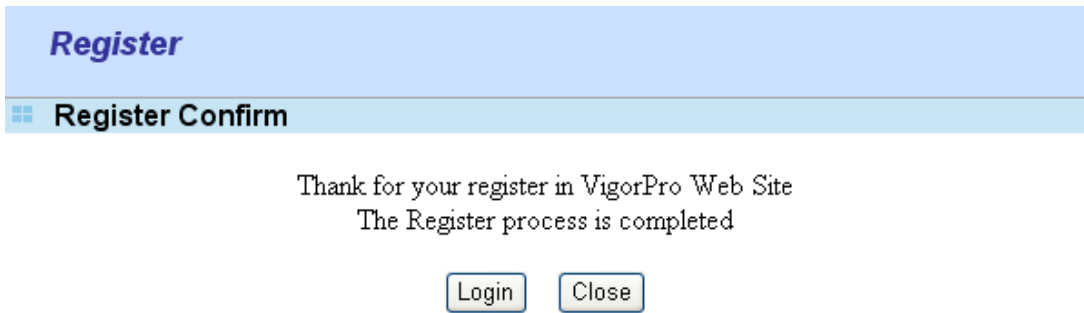 Register
Register Confirm
Thank for your register in VigorPro Web Site
The Register process is completed
Login Close